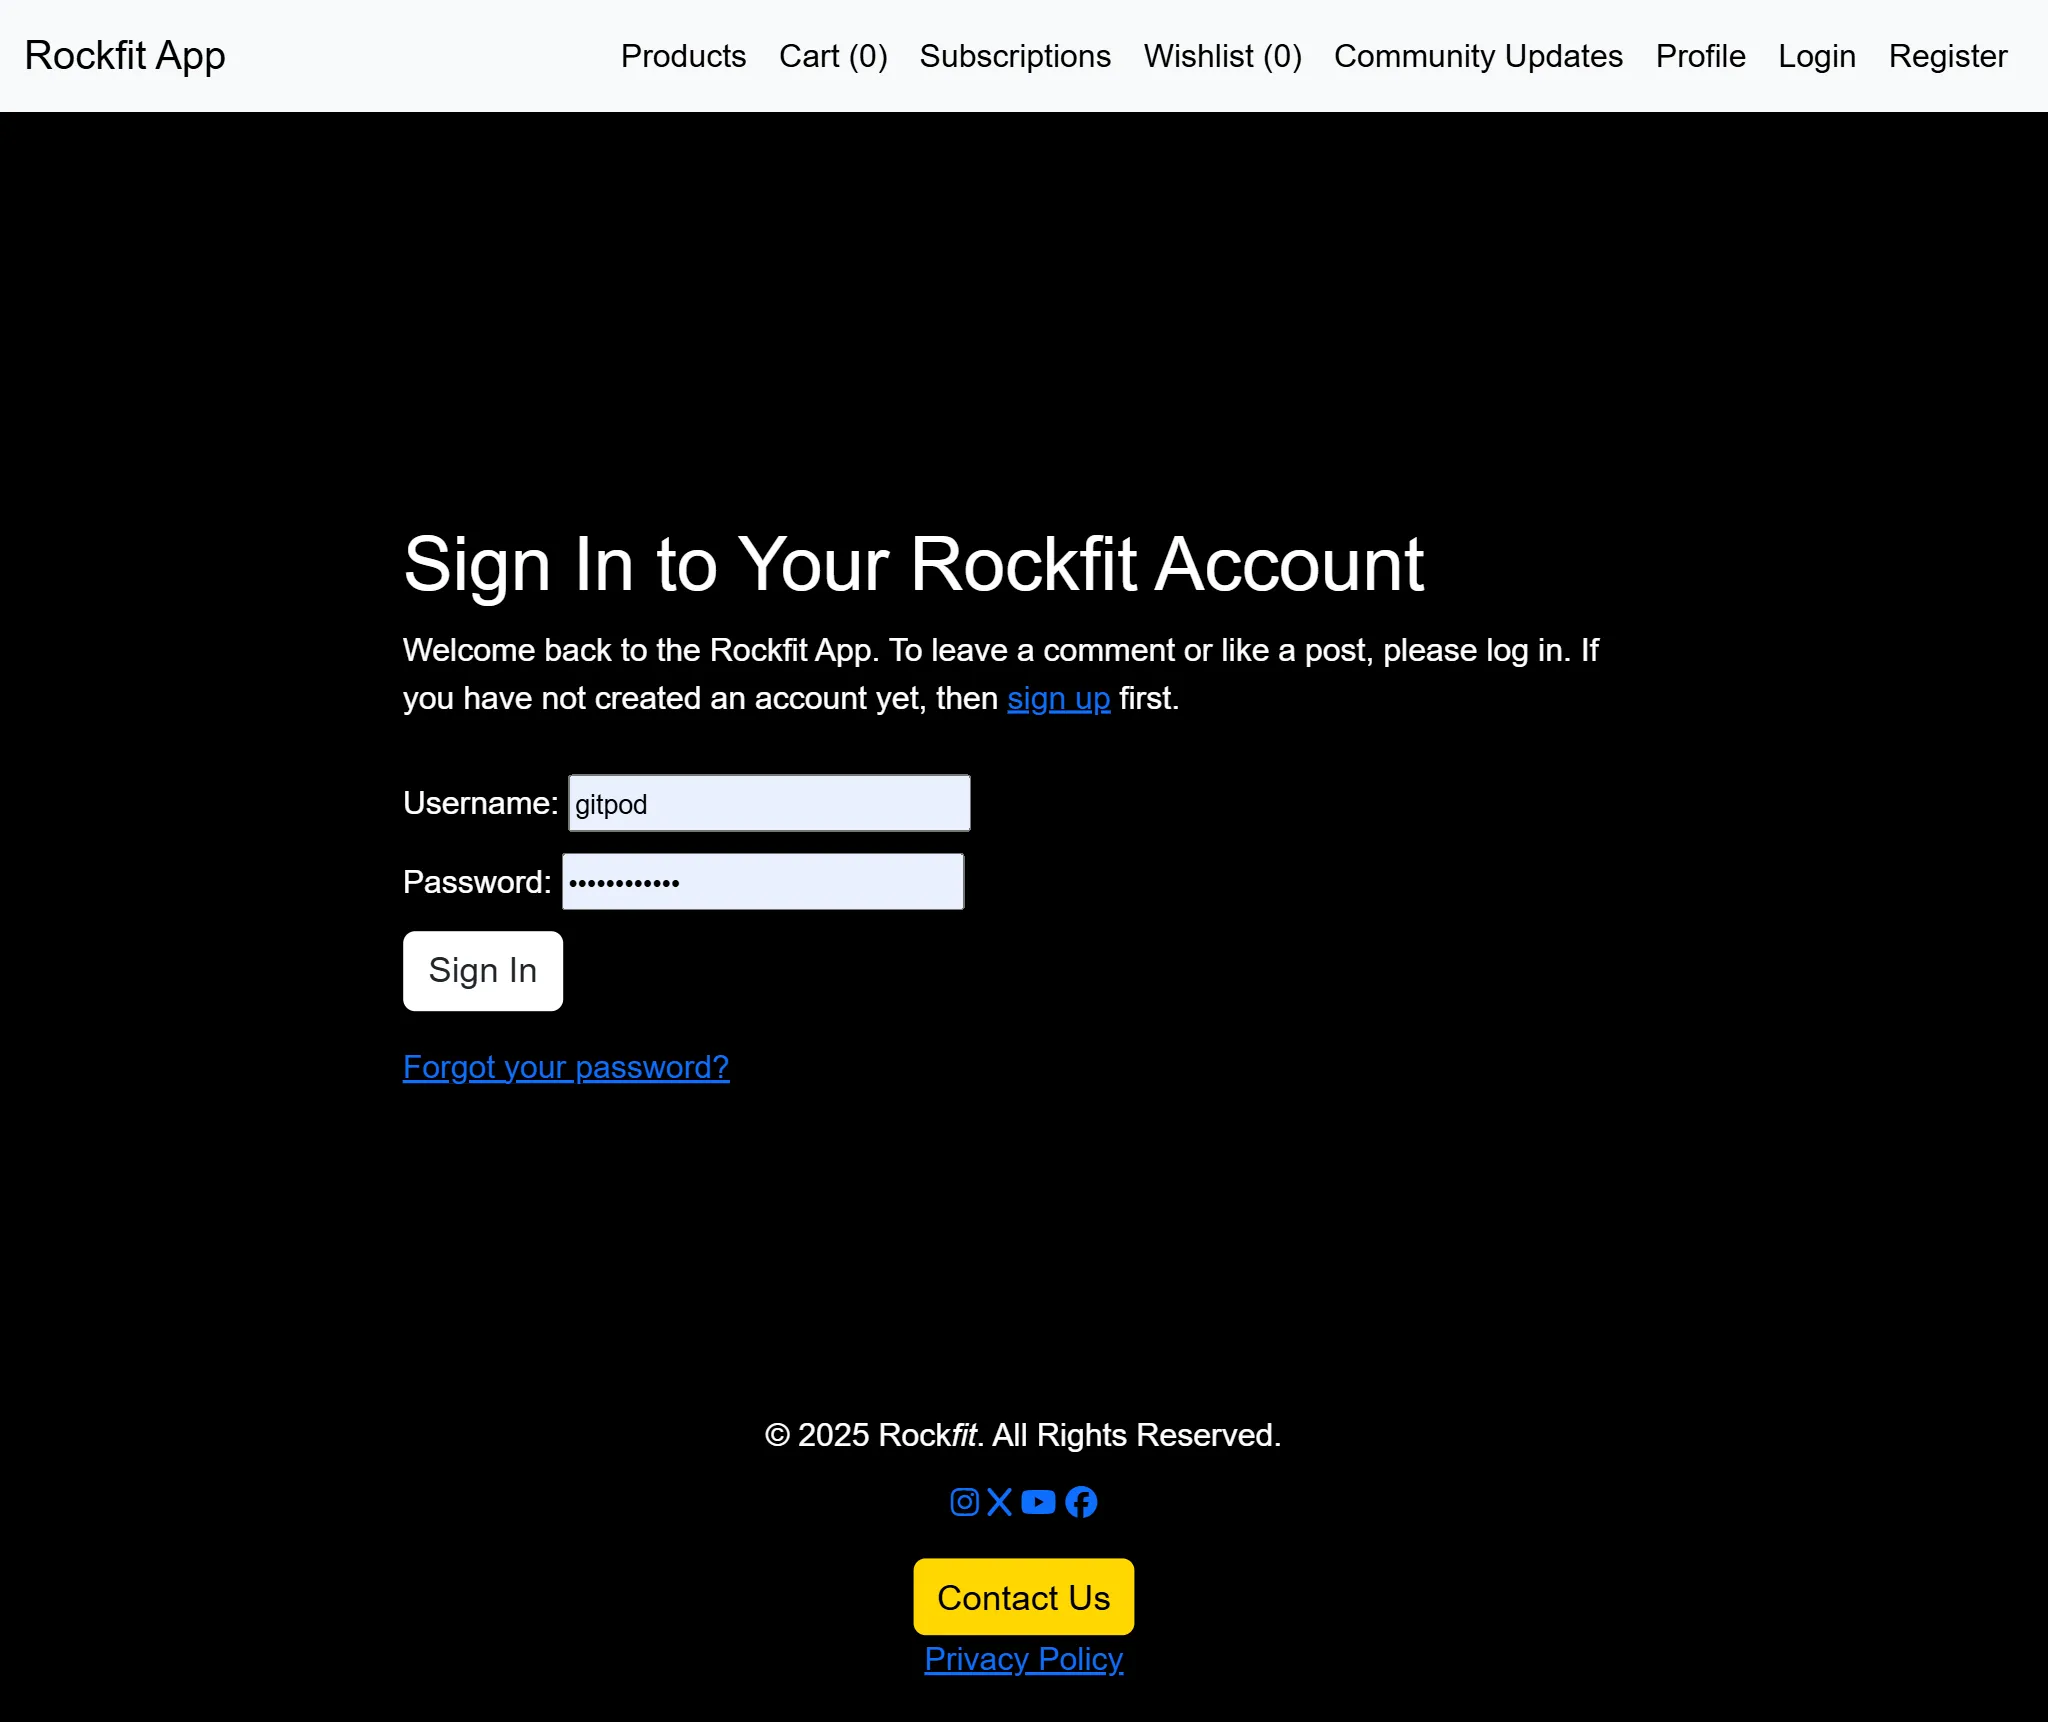 Rockfit App
Products Cart (0) Subscriptions Wishlist (0) Community Updates Profile Login Register
Sign In to Your Rockfit Account
Welcome back to the Rockfit App. To leave a comment or like a post, please log in. If
you have not created an account yet, then sign up first.
Username: gitpod
Password: ••••••••••••
Sign In
Forgot your password?
© 2025 Rockfit. All Rights Reserved.
Contact Us
Privacy Policy